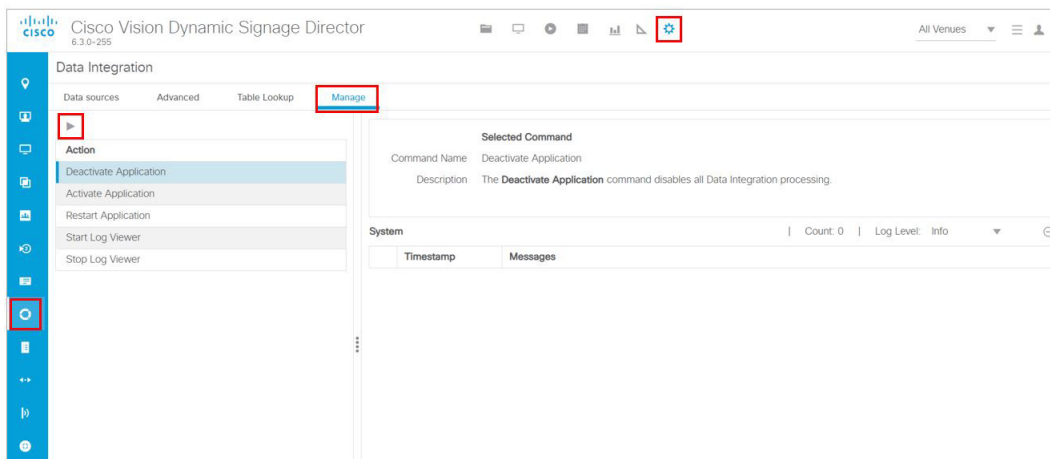 CISCO
Cisco Vision Dynamic Signage Director
6.3.0-255
All Venues
Data Integration
Data sources Advanced Table Lookup Manage
Action
Deactivate Application
Activate Application
Restart Application
Start Log Viewer
Stop Log Viewer
Selected Command
Command Name Deactivate Application
Description The Deactivate Application command disables all Data Integration processing.
System | Count: 0 | Log Level: Info
Timestamp Messages